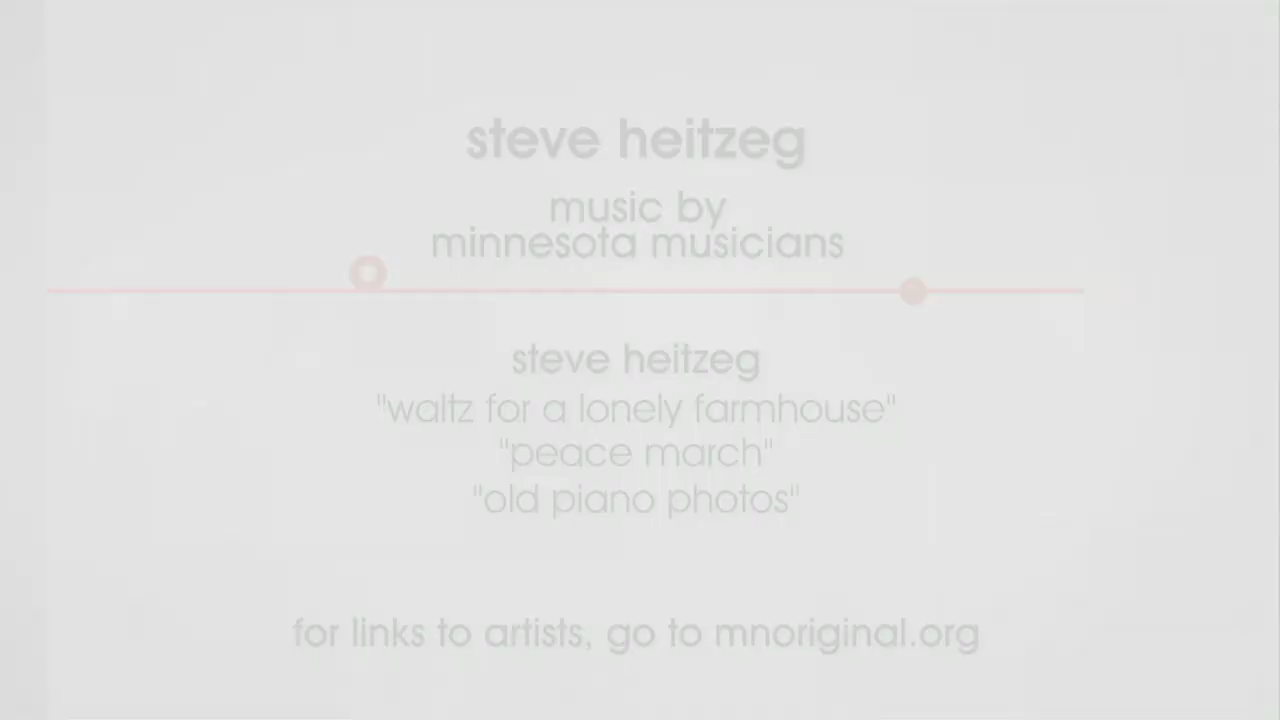 steve heitzeg
music by
minnesota musicians
steve heitzeg
"waltz for a lonely farmhouse"
"peace march"
"old piano photos"
for links to artists, go to mnoriginal.org